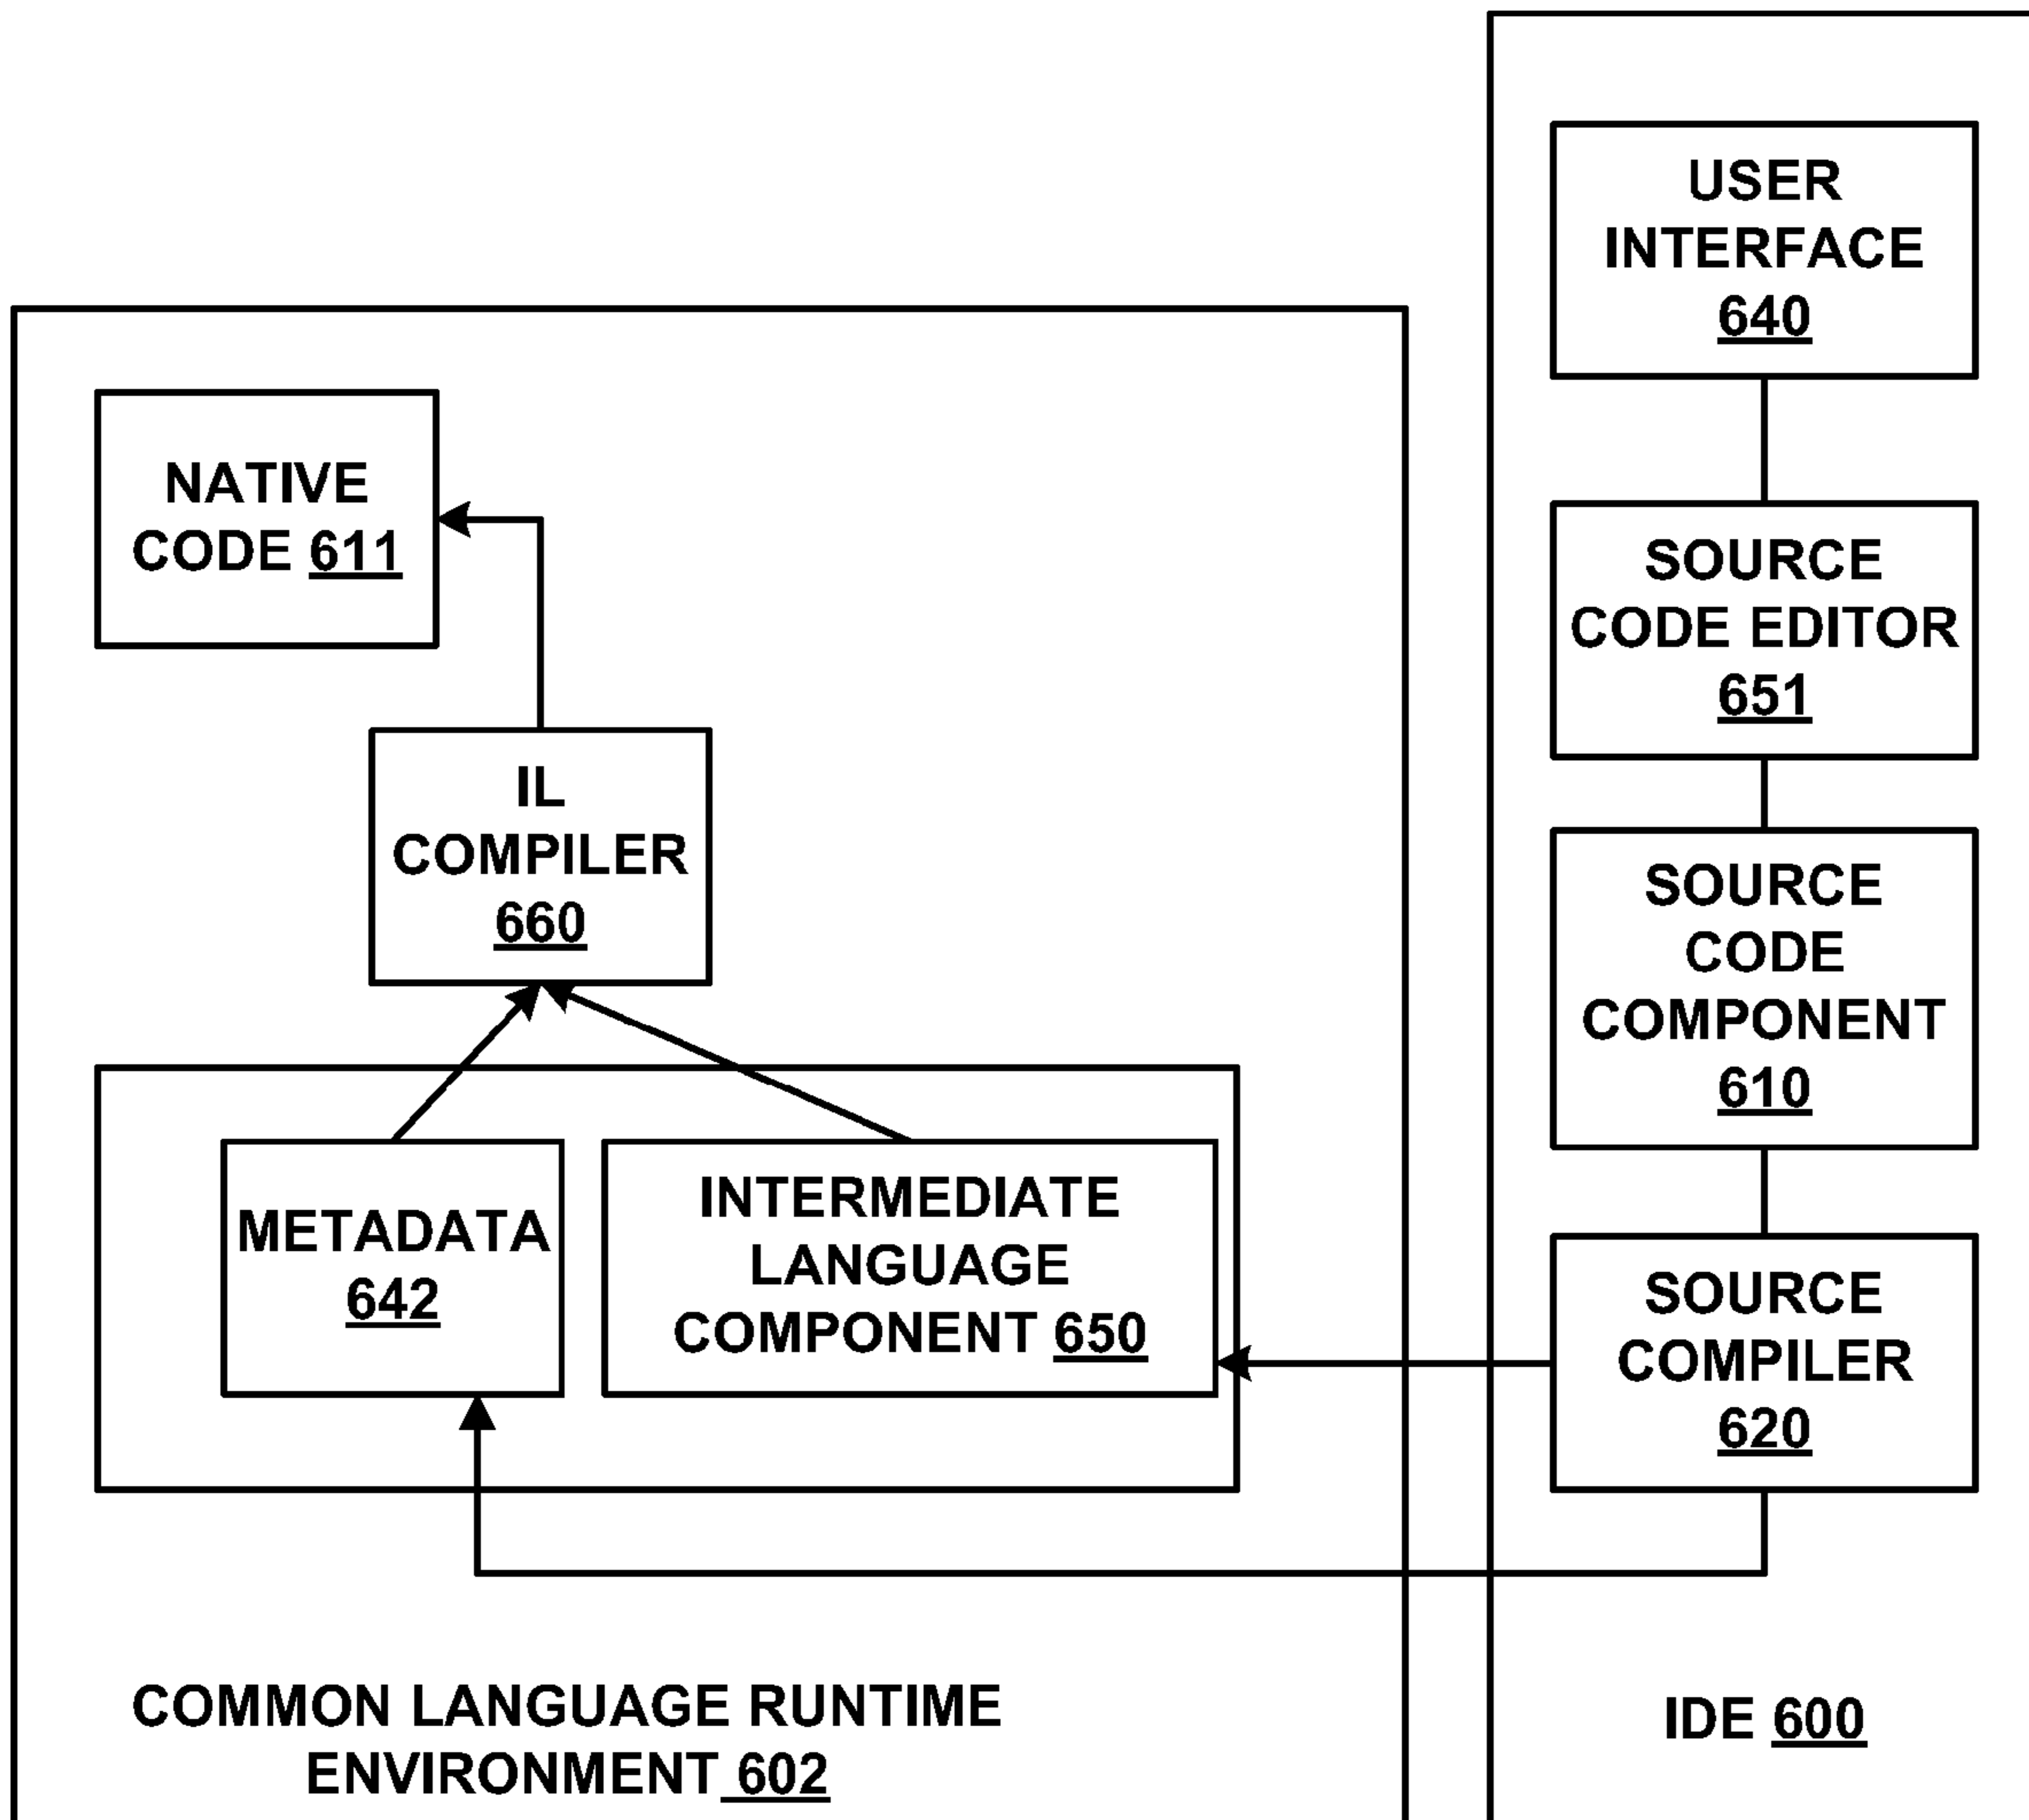 USER
INTERFACE
640
NATIVE
CODE 611
SOURCE
CODE EDITOR
651
IL
COMPILER
660
SOURCE
CODE
COMPONENT
610
METADATA
642
INTERMEDIATE
LANGUAGE
COMPONENT 650
SOURCE
COMPILER
620
COMMON LANGUAGE RUNTIME
ENVIRONMENT 602
IDE 600